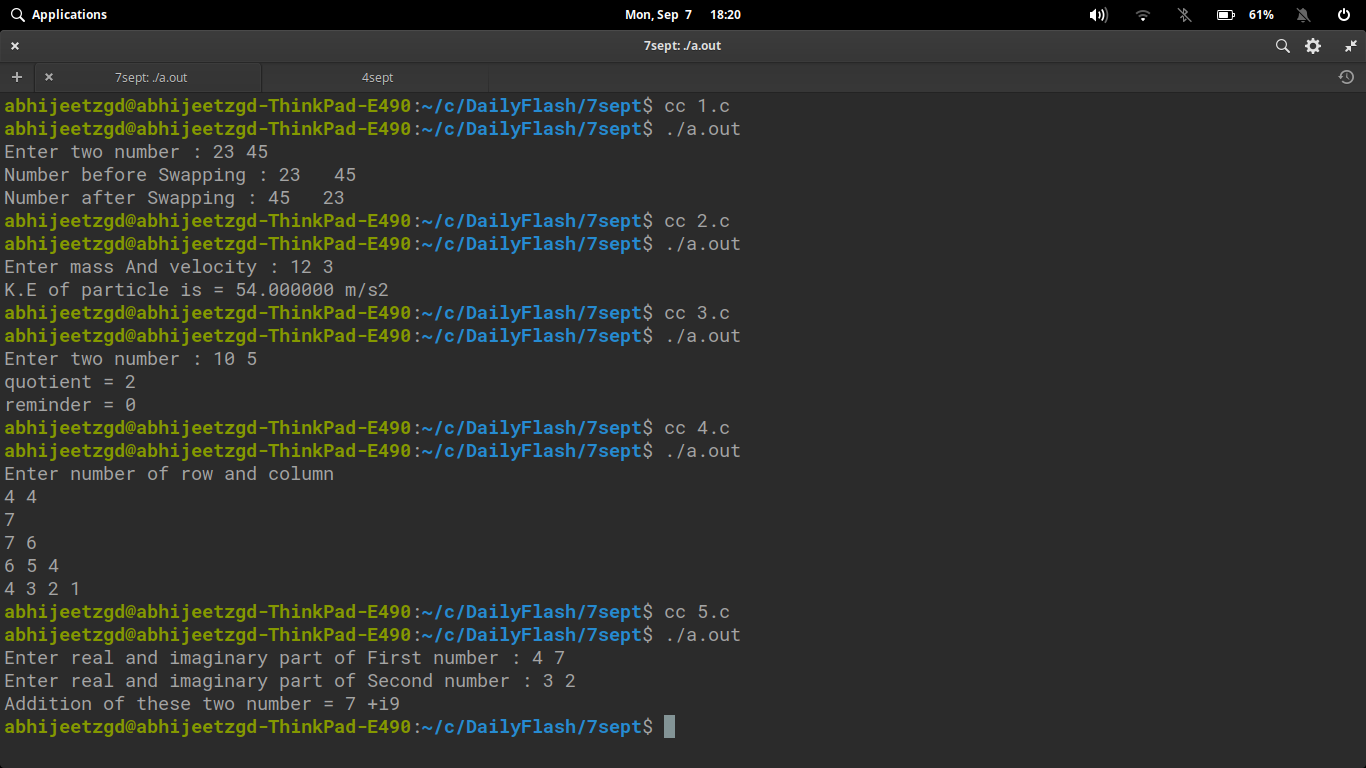 Applications Mon, Sep 7 18:20 61%
7sept: ./a.out
7sept: ./a.out 4sept
abhijeetzgd@abhijeetzgd-ThinkPad-E490:~/c/DailyFlash/7sept$ cc 1.c
abhijeetzgd@abhijeetzgd-ThinkPad-E490:~/c/DailyFlash/7sept$ ./a.out
Enter two number : 23 45
Number before Swapping : 23   45
Number after Swapping : 45   23
abhijeetzgd@abhijeetzgd-ThinkPad-E490:~/c/DailyFlash/7sept$ cc 2.c
abhijeetzgd@abhijeetzgd-ThinkPad-E490:~/c/DailyFlash/7sept$ ./a.out
Enter mass And velocity : 12 3
K.E of particle is = 54.000000 m/s2
abhijeetzgd@abhijeetzgd-ThinkPad-E490:~/c/DailyFlash/7sept$ cc 3.c
abhijeetzgd@abhijeetzgd-ThinkPad-E490:~/c/DailyFlash/7sept$ ./a.out
Enter two number : 10 5
quotient = 2
reminder = 0
abhijeetzgd@abhijeetzgd-ThinkPad-E490:~/c/DailyFlash/7sept$ cc 4.c
abhijeetzgd@abhijeetzgd-ThinkPad-E490:~/c/DailyFlash/7sept$ ./a.out
Enter number of row and column
4 4
7
7 6
6 5 4
4 3 2 1
abhijeetzgd@abhijeetzgd-ThinkPad-E490:~/c/DailyFlash/7sept$ cc 5.c
abhijeetzgd@abhijeetzgd-ThinkPad-E490:~/c/DailyFlash/7sept$ ./a.out
Enter real and imaginary part of First number : 4 7
Enter real and imaginary part of Second number : 3 2
Addition of these two number = 7 +i9
abhijeetzgd@abhijeetzgd-ThinkPad-E490:~/c/DailyFlash/7sept$